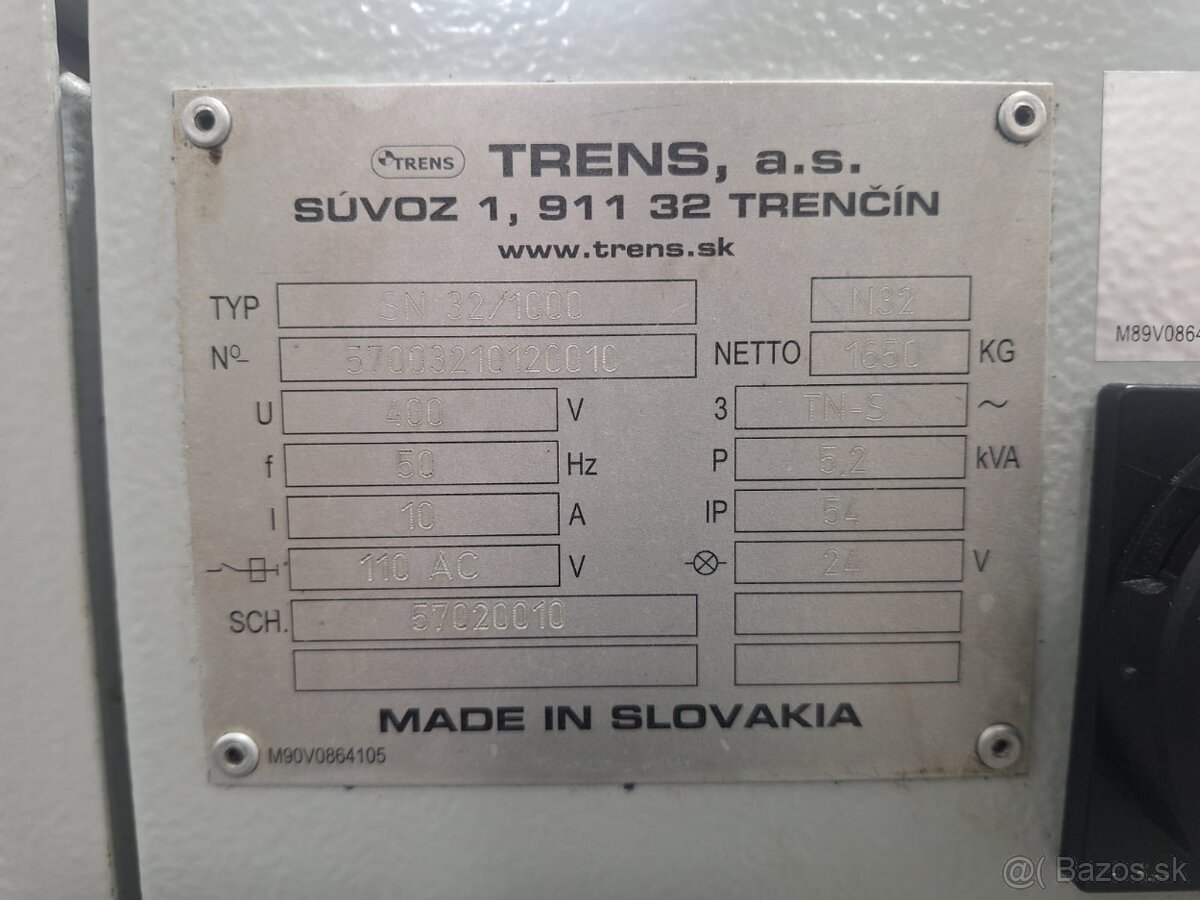 TRENS TRENS, a.s.
SÚVOZ 1, 911 32 TRENČÍN
www.trens.sk
TYP SN 32/1000 N32
Nº 5700321012001C NETTO 1650 KG
U 400 V 3 TN-S ~
f 50 Hz P 5,2 kVA
I 10 A IP 54
110 AC V 24 V
SCH. 57020010
MADE IN SLOVAKIA
M90V0864105
M89V0864
@( Bazos.sk